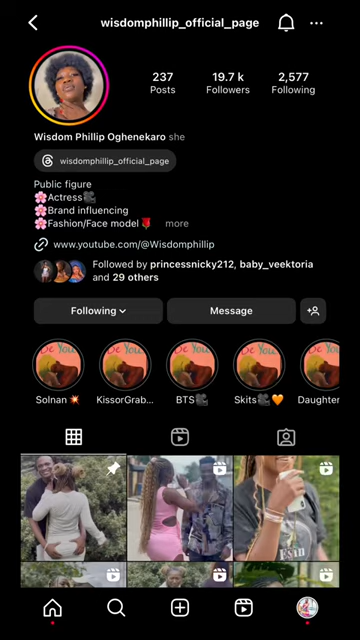 wisdomphillip_official_page
237
19.7 k
2,577
Posts
Followers
Following
Wisdom Phillip Oghenekaro she
wisdomphillip_official_page
Public figure
🌸Actress🎥
🌸Brand influencing
🌸Fashion/Face model🌹 more
www.youtube.com/@Wisdomphillip
Followed by princessnicky212, baby_veektoria
and 29 others
Following
Message
Solnan💥
KissorGrab...
BTS🎥
Skits🎥🧡
Daughter